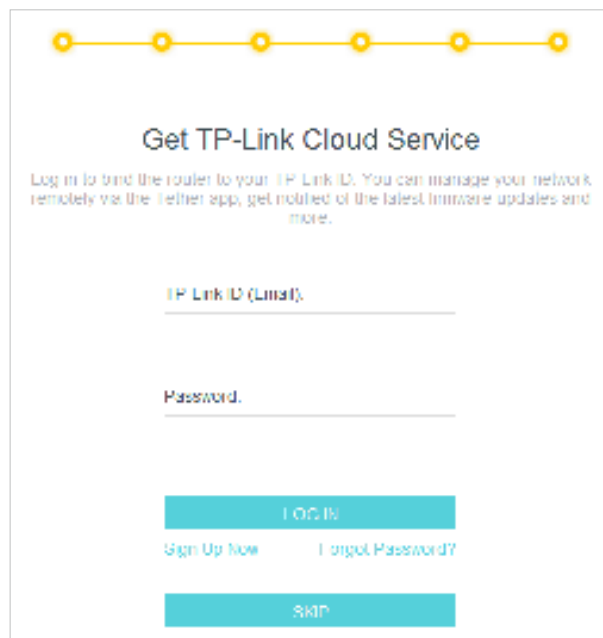 Get TP-Link Cloud Service
Log in to bind the router to your TP-Link ID. You can manage your network
remotely via the Tether app, get notified of the latest firmware updates and
more.
TP-Link ID (Email):
Password:
LOG IN
Sign Up Now Forgot Password?
SKIP